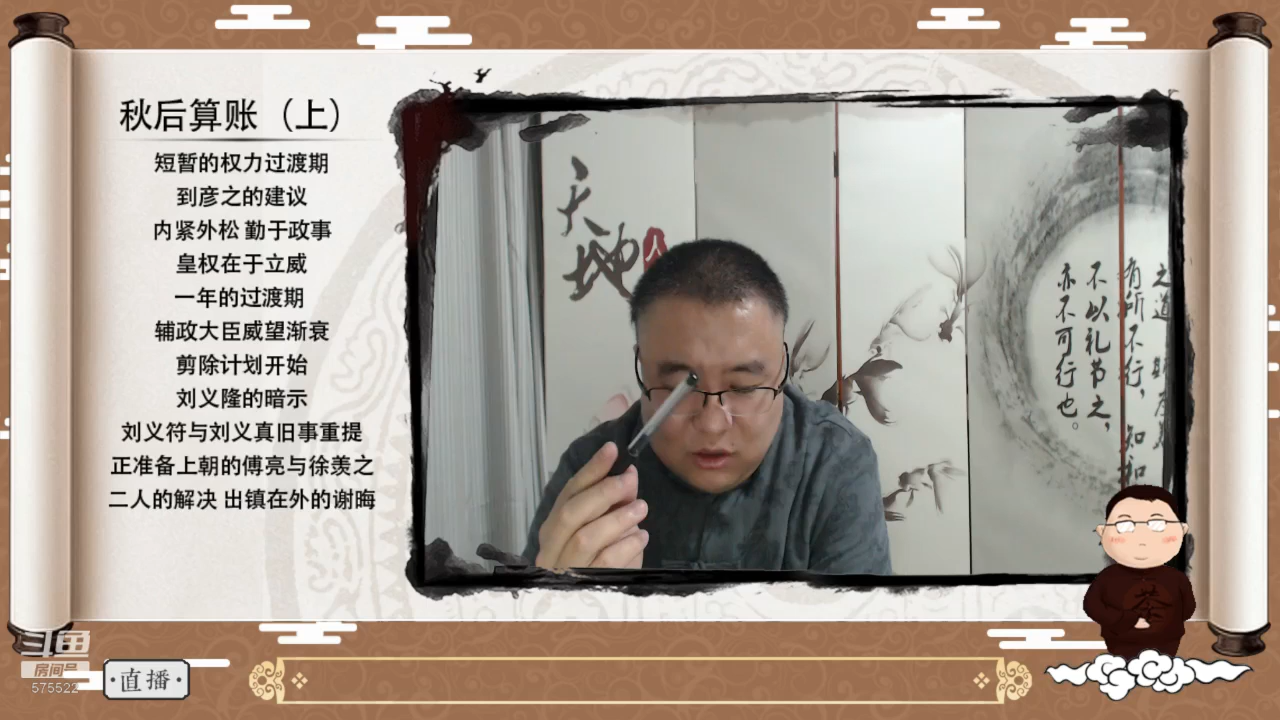 秋后算账（上）
短暂的权力过渡期
到彦之的建议
内紧外松 勤于政事
皇权在于立威
一年的过渡期
辅政大臣威望渐衰
剪除计划开始
刘义隆的暗示
刘义符与刘义真旧事重提
正准备上朝的傅亮与徐羡之
二人的解决 出镇在外的谢晦
天地
之道
有所不行，知和
不以礼节之，
亦不可行也。
茶
斗鱼
房间号
575522
·直播·